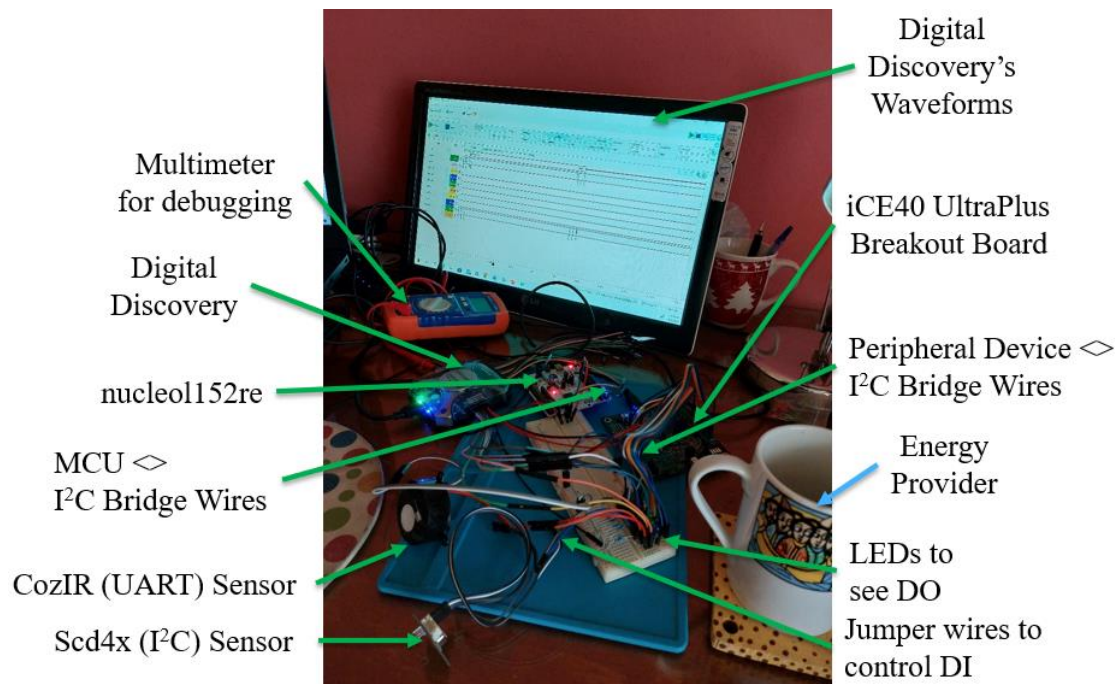 Digital
Discovery's
Waveforms
Multimeter
for debugging
iCE40 UltraPlus
Breakout Board
Digital
Discovery
Peripheral Device <>
I²C Bridge Wires
nucleol152re
MCU <>
I²C Bridge Wires
Energy
Provider
CozIR (UART) Sensor
LEDs to
see DO
Scd4x (I²C) Sensor
Jumper wires to
control DI